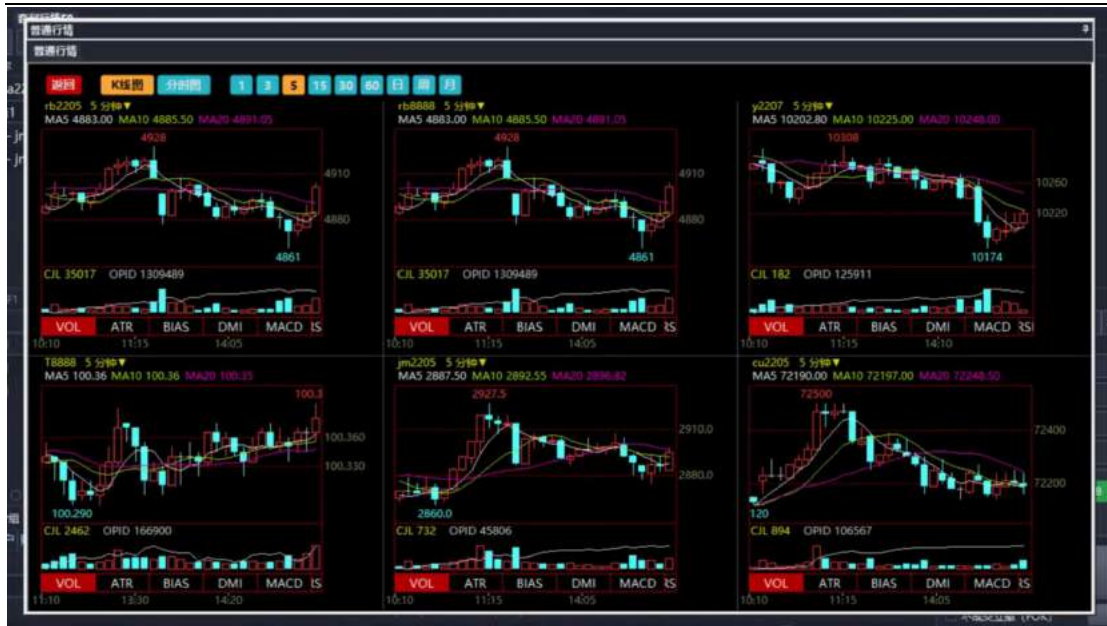 普通行情
普通行情
返回 K线图 分时图 1 3 5 15 30 60 日 周 月
rb2205 5 分钟▼
MA5 4883.00 MA10 4885.50 MA20 4891.05
4928
4910
4880
4861
CJL 35017 OPID 1309489
VOL ATR BIAS DMI MACD
10:10 11:15 14:05
rb8888 5 分钟▼
MA5 4883.00 MA10 4885.50 MA20 4891.05
4928
4910
4880
4861
CJL 35017 OPID 1309489
VOL ATR BIAS DMI MACD
10:10 11:15 14:05
y2207 5 分钟▼
MA5 10202.80 MA10 10225.00 MA20 10248.00
10308
10260
10220
10174
CJL 182 OPID 125911
VOL ATR BIAS DMI MACD
10:10 11:15 14:10
T8888 5 分钟▼
MA5 100.36 MA10 100.36 MA20 100.35
100.3
100.360
100.330
100.290
CJL 2462 OPID 166900
VOL ATR BIAS DMI MACD
11:10 13:30 14:20
jm2205 5 分钟▼
MA5 2887.50 MA10 2892.55 MA20 2896.82
2927.5
2910.0
2880.0
2860.0
CJL 732 OPID 45806
VOL ATR BIAS DMI MACD
10:10 11:15 14:05
cu2205 5 分钟▼
MA5 72190.00 MA10 72197.00 MA20 72248.50
72500
72400
72200
120
CJL 894 OPID 106567
VOL ATR BIAS DMI MACD
10:10 11:15 14:05